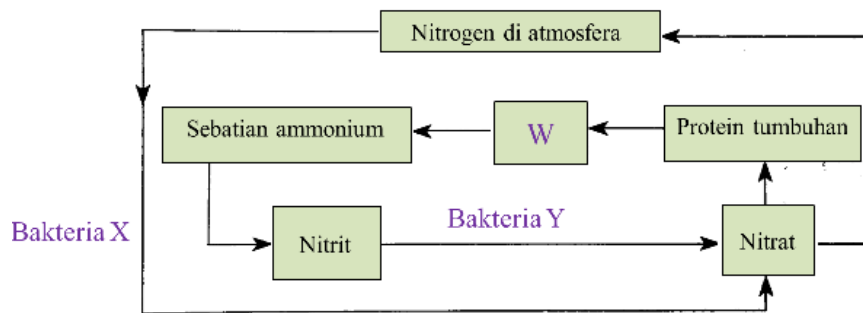 Nitrogen di atmosfera
Sebatian ammonium
W
Protein tumbuhan
Bakteria X
Nitrit
Bakteria Y
Nitrat